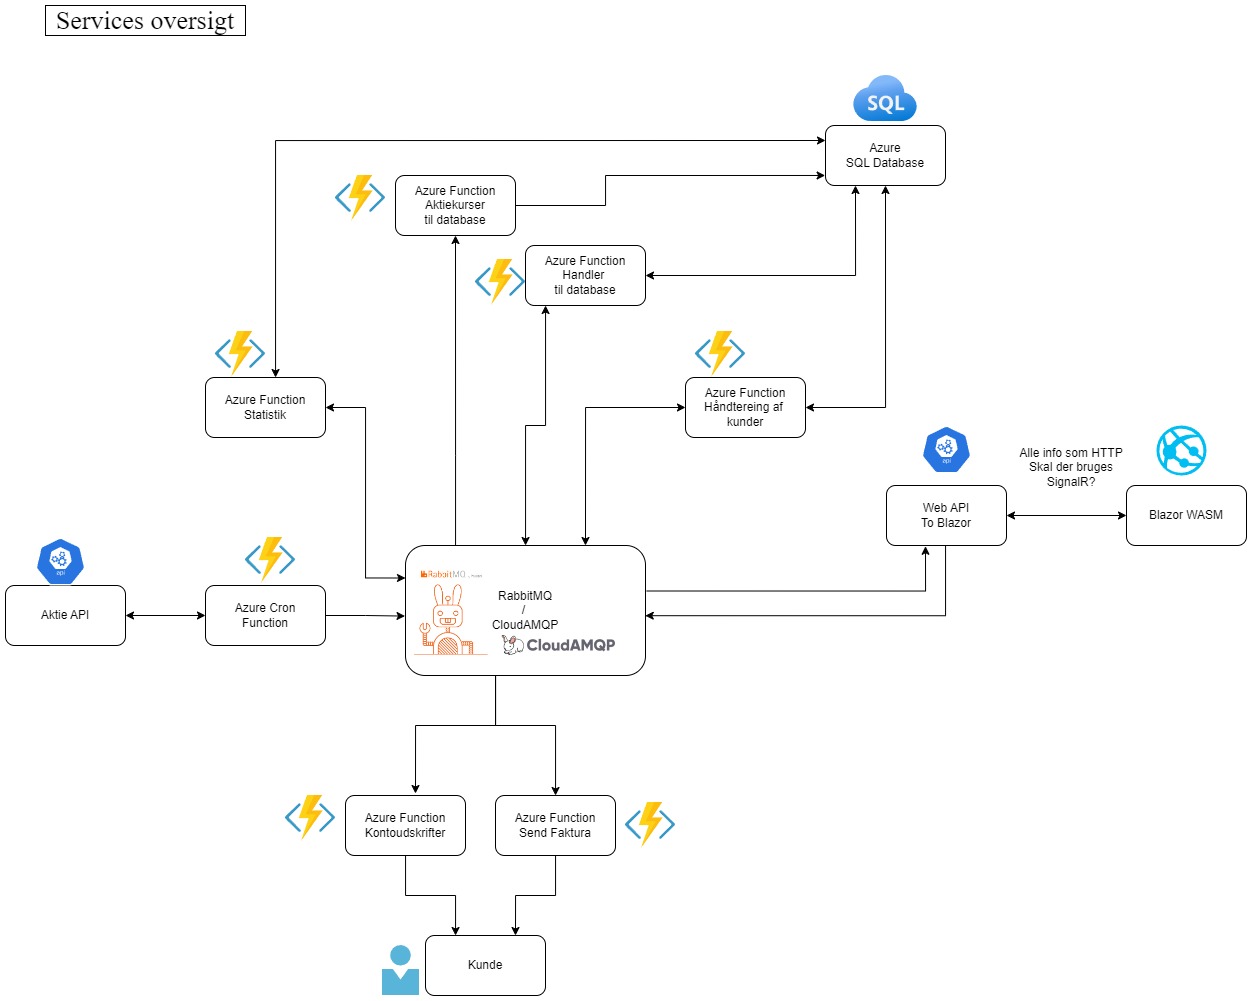 Services oversigt
SQL
Azure
SQL Database
Azure Function
Aktiekurser
til database
Azure Function
Handler
til database
Azure Function
Statistik
Azure Function
Håndtereing af
kunder
api
Web API
To Blazor
Alle info som HTTP
Skal der bruges
SignalR?
Blazor WASM
api
Aktie API
Azure Cron
Function
RabbitMQ
RabbitMQ
/
CloudAMQP
CloudAMQP
Azure Function
Kontoudskrifter
Azure Function
Send Faktura
Kunde